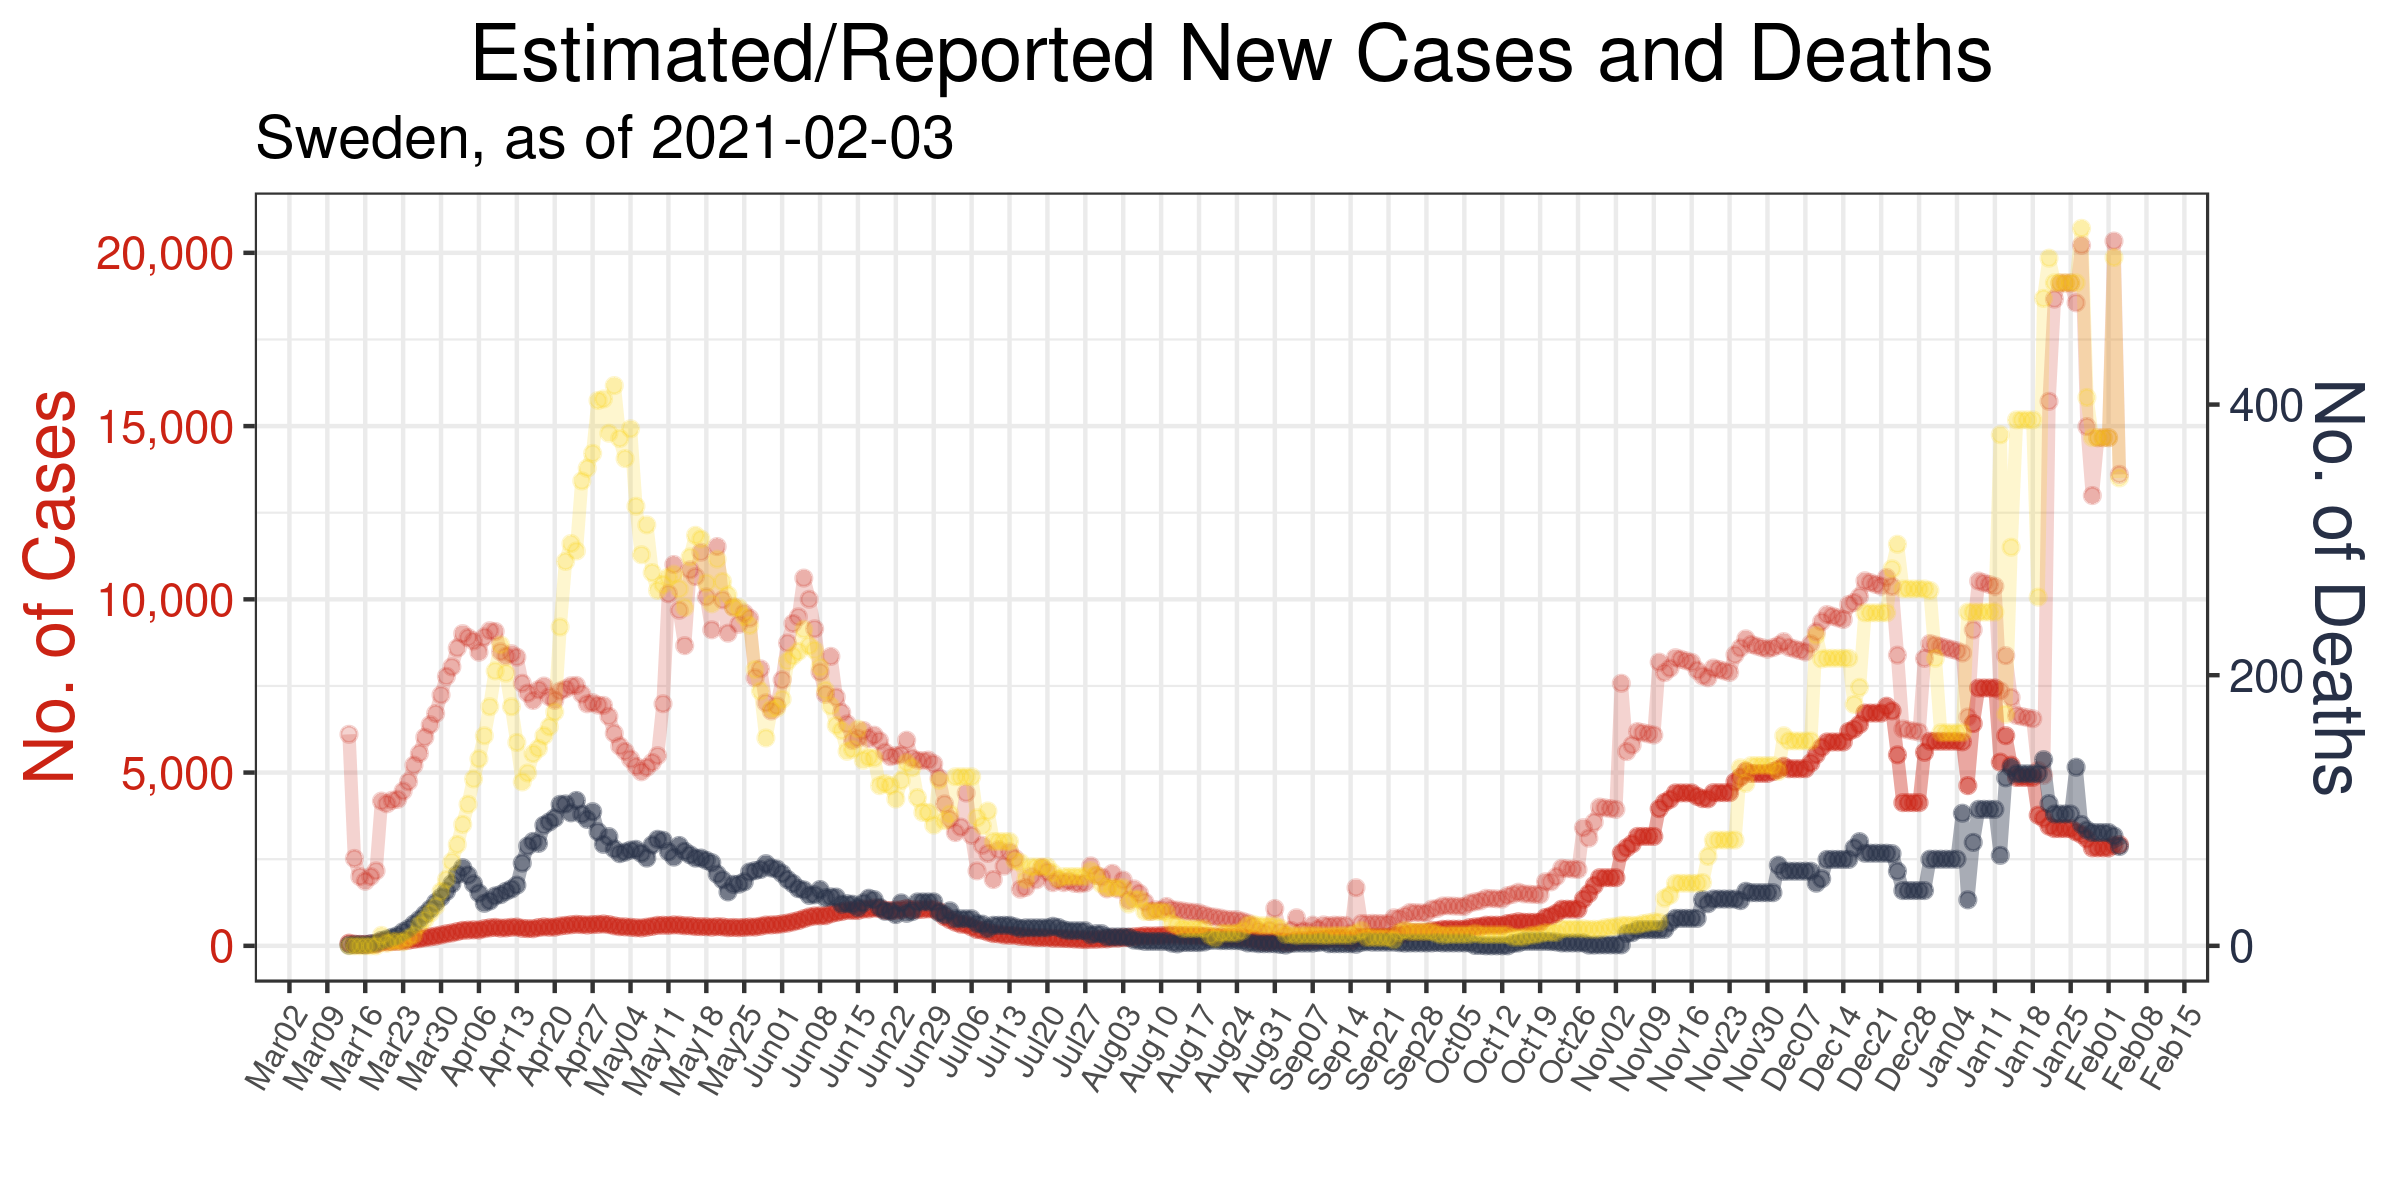 Estimated/Reported New Cases and Deaths
Sweden, as of 2021-02-03
No. of Cases
20,000
15,000
10,000
5,000
0
400
200
0
No. of Deaths
Mar02
Mar09
Mar16
Mar23
Mar30
Apr06
Apr13
Apr20
Apr27
May04
May11
May18
May25
Jun01
Jun08
Jun15
Jun22
Jun29
Jul06
Jul13
Jul20
Jul27
Aug03
Aug10
Aug17
Aug24
Aug31
Sep07
Sep14
Sep21
Sep28
Oct05
Oct12
Oct19
Oct26
Nov02
Nov09
Nov16
Nov23
Nov30
Dec07
Dec14
Dec21
Dec28
Jan04
Jan11
Jan18
Jan25
Feb01
Feb08
Feb15